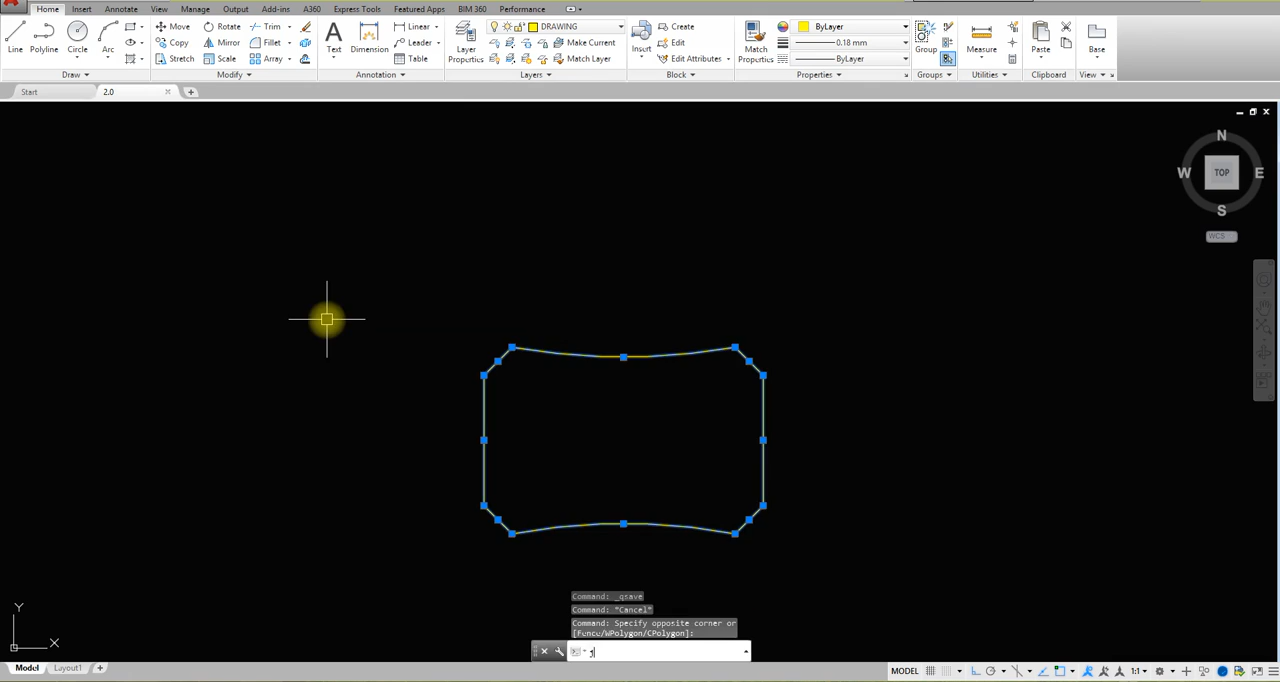 Home Insert Annotate View Manage Output Add-ins A360 Express Tools Featured Apps BIM 360 Performance
Line Polyline Circle Arc
Move Rotate Trim
Copy Mirror Fillet
Stretch Scale Array
Text Dimension
Linear
Leader
Table
Layer Properties
DRAWING
Make Current
Match Layer
Insert
Create
Edit
Edit Attributes
Match Properties
ByLayer
0.18 mm
ByLayer
Group Measure Paste Base
Draw Modify Annotation Layers Block Properties Groups Utilities Clipboard View
Start 2.0
N
W TOP E
S
WCS
Y
X
Command: _qsave
Command: *Cancel*
Command: Specify opposite corner or
[Fence/WPolygon/CPolygon]:
j
Model Layout1 +
MODEL 1:1